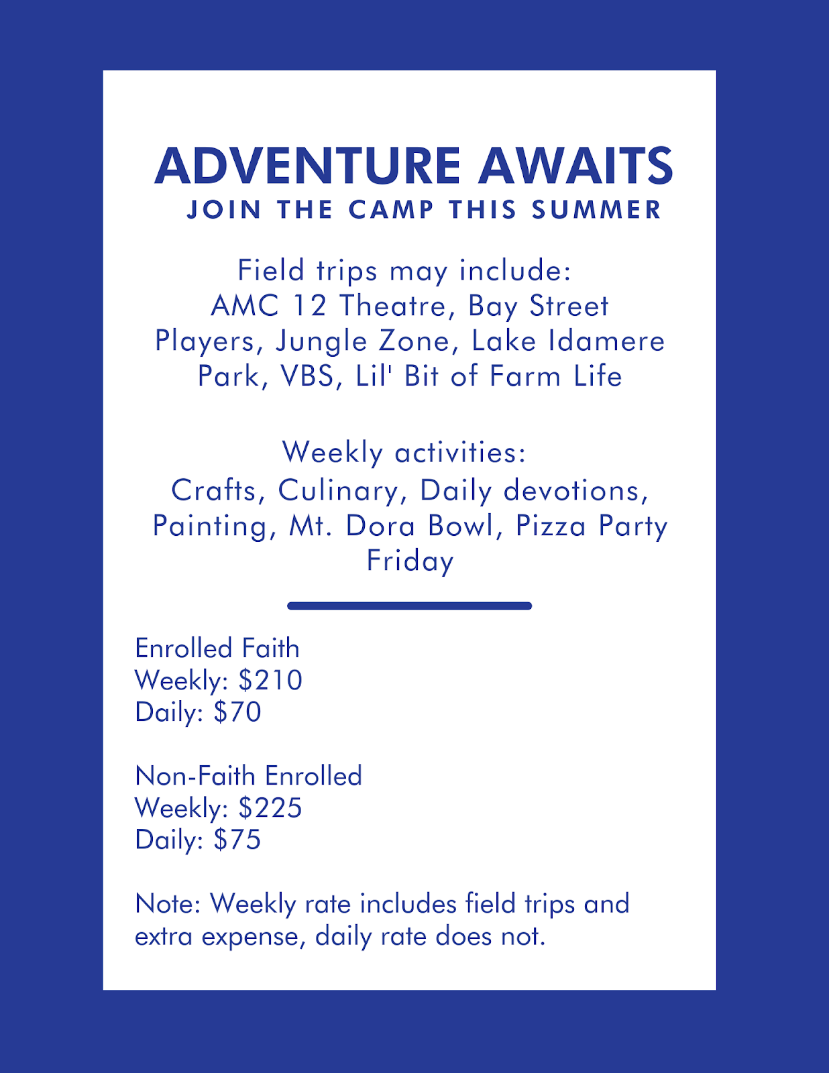 ADVENTURE AWAITS
JOIN THE CAMP THIS SUMMER
Field trips may include:
AMC 12 Theatre, Bay Street
Players, Jungle Zone, Lake Idamere
Park, VBS, Lil' Bit of Farm Life
Weekly activities:
Crafts, Culinary, Daily devotions,
Painting, Mt. Dora Bowl, Pizza Party
Friday
Enrolled Faith
Weekly: $210
Daily: $70
Non-Faith Enrolled
Weekly: $225
Daily: $75
Note: Weekly rate includes field trips and
extra expense, daily rate does not.